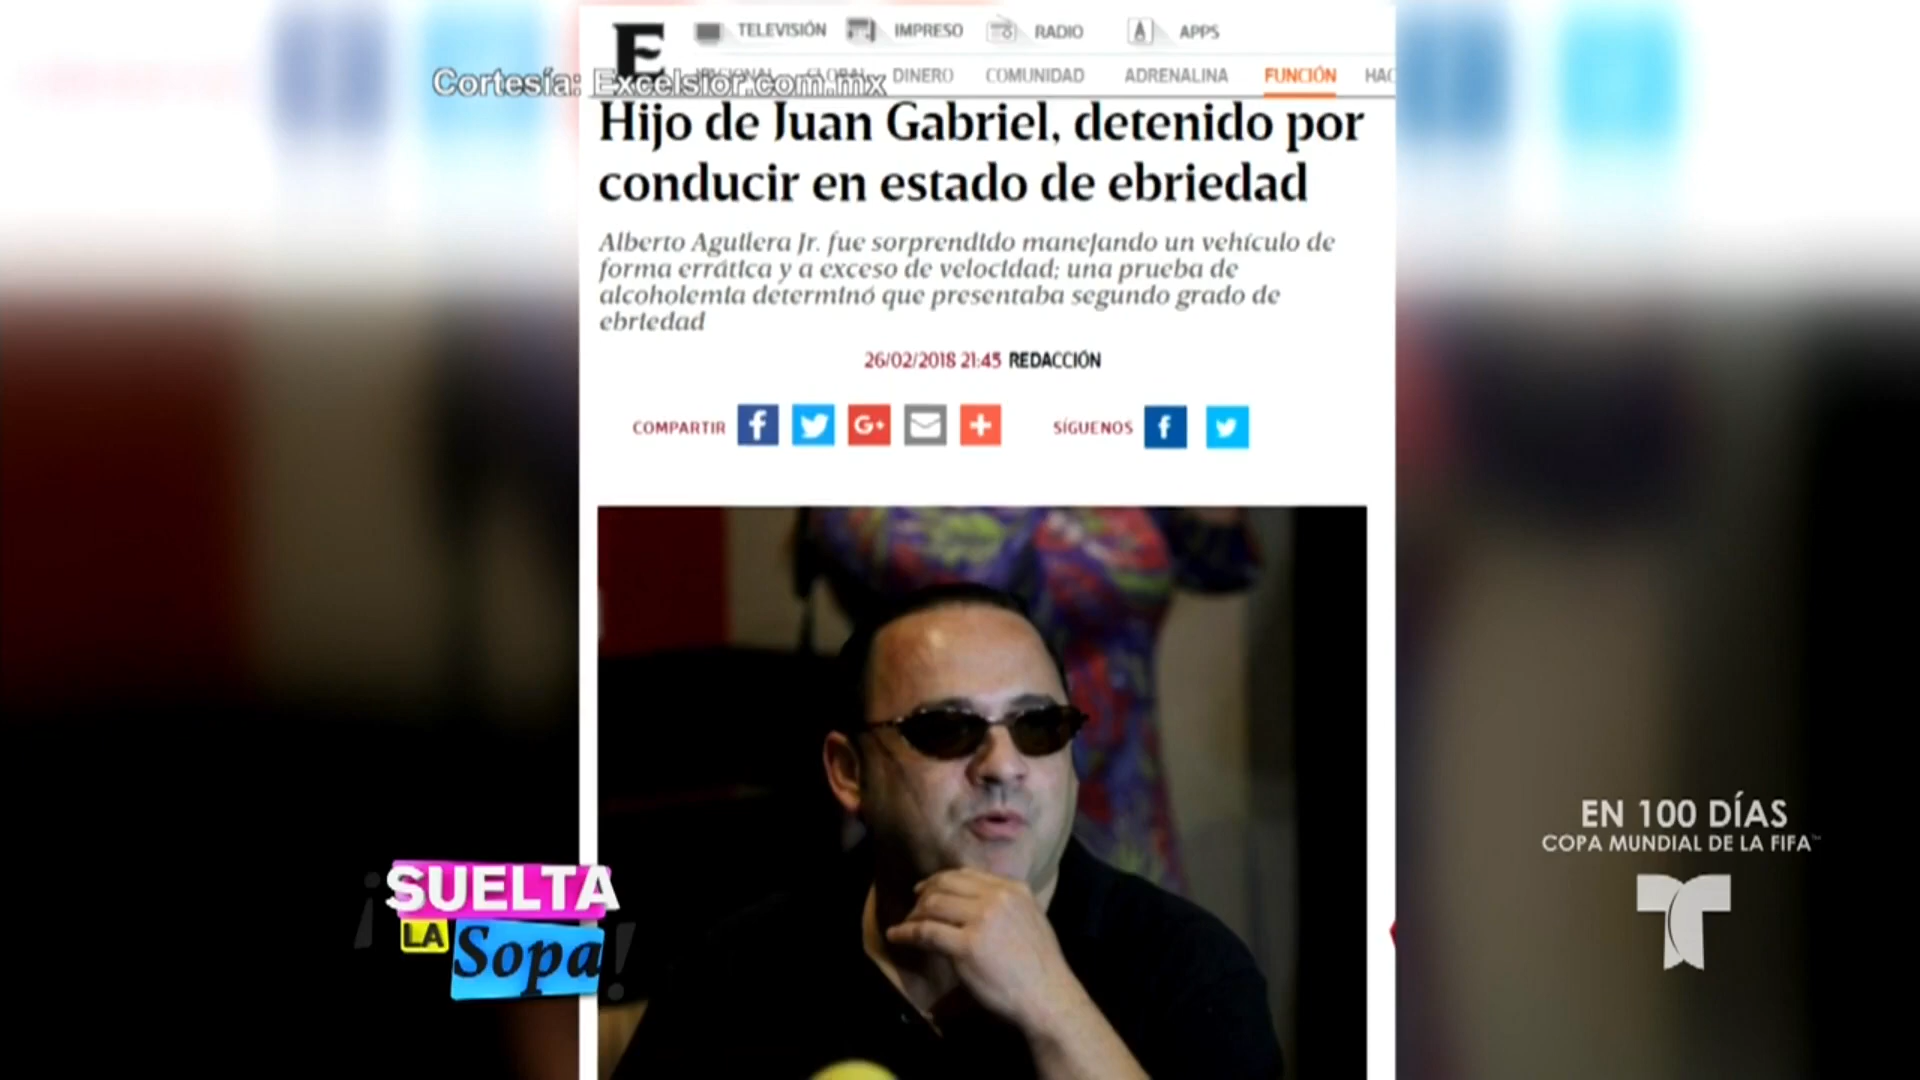 TELEVISIÓN IMPRESO RADIO APPS
E
DINERO COMUNIDAD ADRENALINA FUNCIÓN HAC
Cortesía: Excelsior.com.mx
Hijo de Juan Gabriel, detenido por
conducir en estado de ebriedad
Alberto Aguilera Jr. fue sorprendido manejando un vehículo de
forma errática y a exceso de velocidad; una prueba de
alcoholemia determinó que presentaba segundo grado de
ebriedad
26/02/2018 21:45 REDACCIÓN
COMPARTIR SÍGUENOS
EN 100 DÍAS
COPA MUNDIAL DE LA FIFA™
¡SUELTA
LA
Sopa!